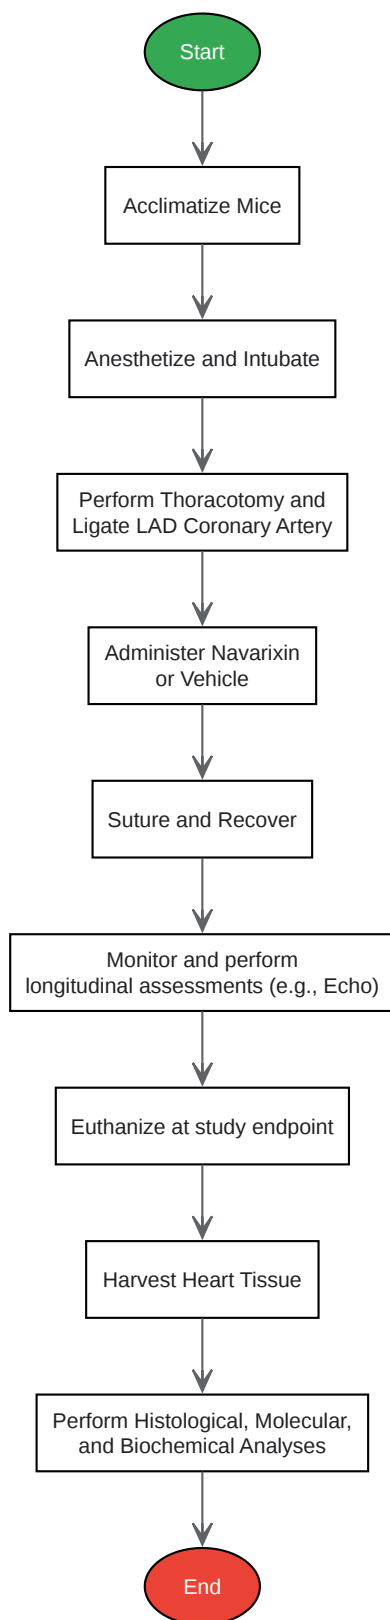 Start
Acclimatize Mice
Anesthetize and Intubate
Perform Thoracotomy and
Ligate LAD Coronary Artery
Administer Navarixin
or Vehicle
Suture and Recover
Monitor and perform
longitudinal assessments (e.g., Echo)
Euthanize at study endpoint
Harvest Heart Tissue
Perform Histological, Molecular,
and Biochemical Analyses
End